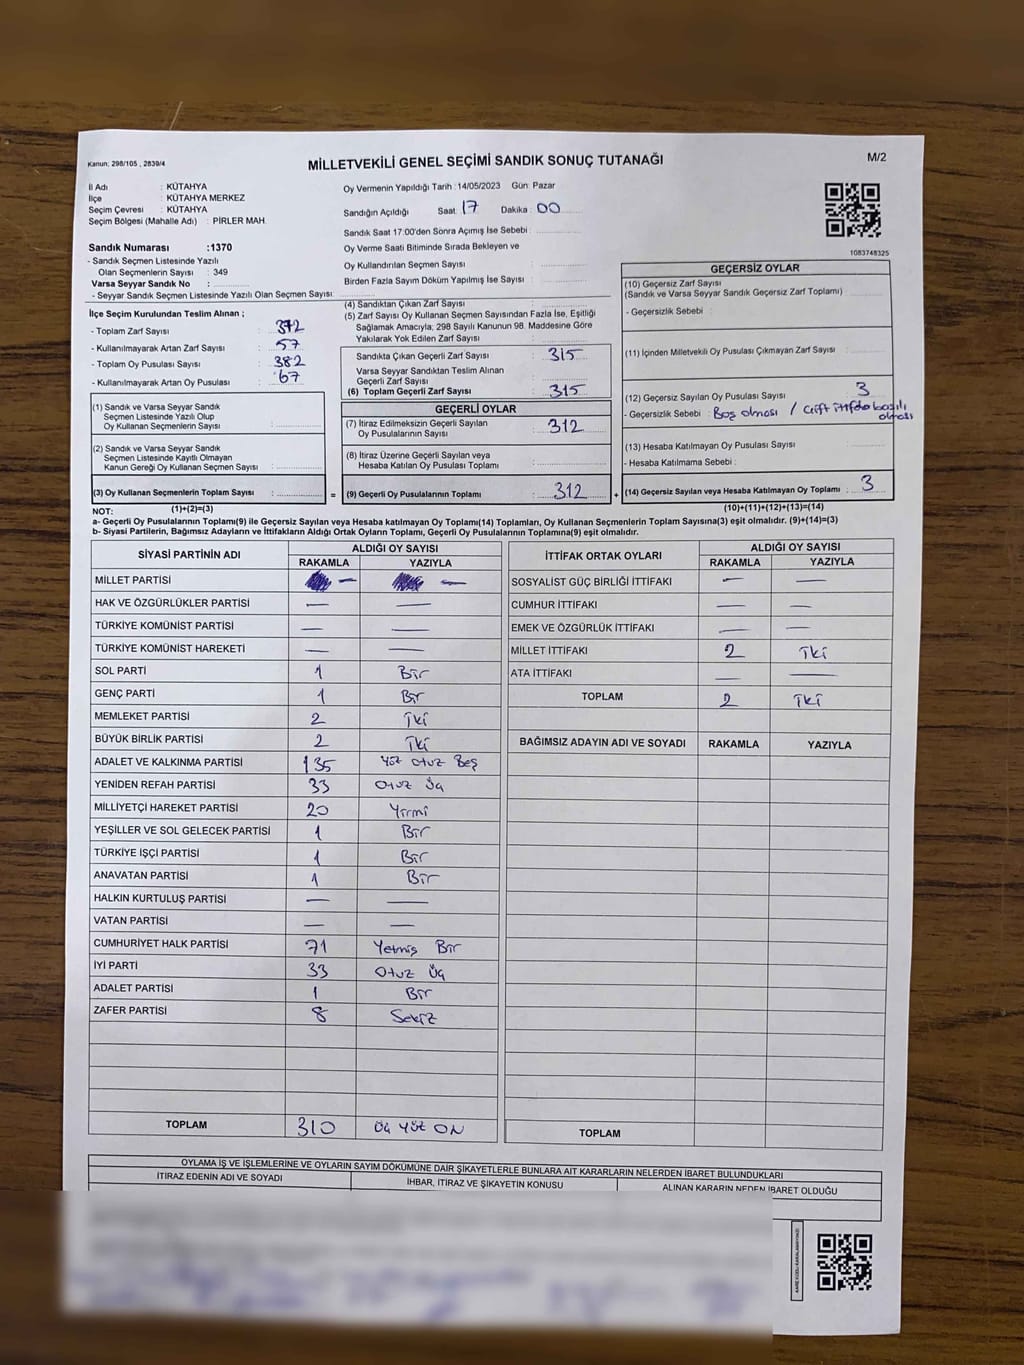 Kanun: 298/105 , 2839/4
MİLLETVEKİLİ GENEL SEÇİMİ SANDIK SONUÇ TUTANAĞI
M/2
İl Adı : KÜTAHYA
İlçe : KÜTAHYA MERKEZ
Seçim Çevresi : KÜTAHYA
Seçim Bölgesi (Mahalle Adı) : PİRLER MAH.
Sandık Numarası :1370
- Sandık Seçmen Listesinde Yazılı
Olan Seçmenlerin Sayısı : 349
Varsa Seyyar Sandık No :
- Seyyar Sandık Seçmen Listesinde Yazılı Olan Seçmen Sayısı:
Oy Vermenin Yapıldığı Tarih :14/05/2023 Gün: Pazar
Sandığın Açıldığı Saat: 17 Dakika : 00
Sandık Saat 17:00'den Sonra Açımış İse Sebebi :
Oy Verme Saati Bitiminde Sırada Bekleyen ve
Oy Kullandırılan Seçmen Sayısı :
Birden Fazla Sayım Döküm Yapılmış İse Sayısı :
1083748325
İlçe Seçim Kurulundan Teslim Alınan ;
- Toplam Zarf Sayısı : 372
- Kullanılmayarak Artan Zarf Sayısı : 57
- Toplam Oy Pusulası Sayısı : 382
- Kullanılmayarak Artan Oy Pusulası : 67
(1) Sandık ve Varsa Seyyar Sandık
Seçmen Listesinde Yazılı Olup
Oy Kullanan Seçmenlerin Sayısı :
(2) Sandık ve Varsa Seyyar Sandık
Seçmen Listesinde Kayıtlı Olmayan
Kanun Gereği Oy Kullanan Seçmen Sayısı :
(3) Oy Kullanan Seçmenlerin Toplam Sayısı : =
(1)+(2)=(3)
(4) Sandıktan Çıkan Zarf Sayısı :
(5) Zarf Sayısı Oy Kullanan Seçmen Sayısından Fazla İse, Eşitliği
Sağlamak Amacıyla; 298 Sayılı Kanunun 98. Maddesine Göre
Yakılarak Yok Edilen Zarf Sayısı :
Sandıkta Çıkan Geçerli Zarf Sayısı : 315
Varsa Seyyar Sandıktan Teslim Alınan
Geçerli Zarf Sayısı :
(6) Toplam Geçerli Zarf Sayısı : 315
GEÇERLİ OYLAR
(7) İtiraz Edilmeksizin Geçerli Sayılan
Oy Pusulalarının Sayısı : 312
(8) İtiraz Üzerine Geçerli Sayılan veya
Hesaba Katılan Oy Pusulası Toplamı :
(9) Geçerli Oy Pusulalarının Toplamı : 312 +
GEÇERSİZ OYLAR
(10) Geçersiz Zarf Sayısı
(Sandık ve Varsa Seyyar Sandık Geçersiz Zarf Toplamı) :
- Geçersizlik Sebebi :
(11) İçinden Milletvekili Oy Pusulası Çıkmayan Zarf Sayısı :
(12) Geçersiz Sayılan Oy Pusulası Sayısı : 3
- Geçersizlik Sebebi : Boş olması / Çift ittifaka basılı
olması
(13) Hesaba Katılmayan Oy Pusulası Sayısı :
- Hesaba Katılmama Sebebi :
(14) Geçersiz Sayılan veya Hesaba Katılmayan Oy Toplamı : 3
(10)+(11)+(12)+(13)=(14)
NOT:
a- Geçerli Oy Pusulalarının Toplamı(9) ile Geçersiz Sayılan veya Hesaba katılmayan Oy Toplamı(14) Toplamları, Oy Kullanan Seçmenlerin Toplam Sayısına(3) eşit olmalıdır. (9)+(14)=(3)
b- Siyasi Partilerin, Bağımsız Adayların ve İttifakların Aldığı Ortak Oyların Toplamı, Geçerli Oy Pusulalarının Toplamına(9) eşit olmalıdır.
SİYASİ PARTİNİN ADI ALDIĞI OY SAYISI
RAKAMLA YAZIYLA
MİLLET PARTİSİ — —
HAK VE ÖZGÜRLÜKLER PARTİSİ — —
TÜRKİYE KOMÜNİST PARTİSİ — —
TÜRKİYE KOMÜNİST HAREKETİ — —
SOL PARTİ 1 Bir
GENÇ PARTİ 1 Bir
MEMLEKET PARTİSİ 2 İki
BÜYÜK BİRLİK PARTİSİ 2 İki
ADALET VE KALKINMA PARTİSİ 135 Yüz Otuz Beş
YENİDEN REFAH PARTİSİ 33 Otuz Üç
MİLLİYETÇİ HAREKET PARTİSİ 20 Yirmi
YEŞİLLER VE SOL GELECEK PARTİSİ 1 Bir
TÜRKİYE İŞÇİ PARTİSİ 1 Bir
ANAVATAN PARTİSİ 1 Bir
HALKIN KURTULUŞ PARTİSİ — —
VATAN PARTİSİ — —
CUMHURİYET HALK PARTİSİ 71 Yetmiş Bir
İYİ PARTİ 33 Otuz Üç
ADALET PARTİSİ 1 Bir
ZAFER PARTİSİ 8 Sekiz
TOPLAM 310 Üç Yüz ON
İTTİFAK ORTAK OYLARI ALDIĞI OY SAYISI
RAKAMLA YAZIYLA
SOSYALİST GÜÇ BİRLİĞİ İTTİFAKI — —
CUMHUR İTTİFAKI — —
EMEK VE ÖZGÜRLÜK İTTİFAKI — —
MİLLET İTTİFAKI 2 İki
ATA İTTİFAKI — —
TOPLAM 2 İki
BAĞIMSIZ ADAYIN ADI VE SOYADI RAKAMLA YAZIYLA
TOPLAM
OYLAMA İŞ VE İŞLEMLERİNE VE OYLARIN SAYIM DÖKÜMÜNE DAİR ŞİKAYETLERLE BUNLARA AİT KARARLARIN NELERDEN İBARET BULUNDUKLARI
İTİRAZ EDENİN ADI VE SOYADI İHBAR, İTİRAZ VE ŞİKAYETİN KONUSU ALINAN KARARIN NEDEN İBARET OLDUĞU